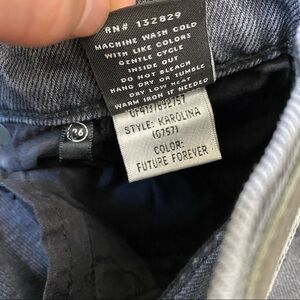 RN# 132829
MACHINE WASH COLD
WITH LIKE COLORS
GENTLE CYCLE
INSIDE OUT
DO NOT BLEACH
HANG DRY OR TUMBLE
DRY LOW HEAT
WARM IRON IF NEEDED
STYLE: KAROLINA
(G757)
COLOR:
FUTURE FOREVER